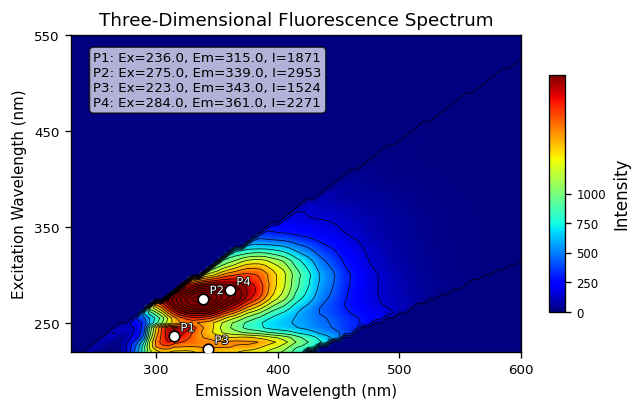 Three-Dimensional Fluorescence Spectrum
P1: Ex=236.0, Em=315.0, I=1871
P2: Ex=275.0, Em=339.0, I=2953
P3: Ex=223.0, Em=343.0, I=1524
P4: Ex=284.0, Em=361.0, I=2271
Excitation Wavelength (nm)
550
450
350
250
P1
P2
P3
P4
300
400
500
600
Emission Wavelength (nm)
1000
750
500
250
0
Intensity